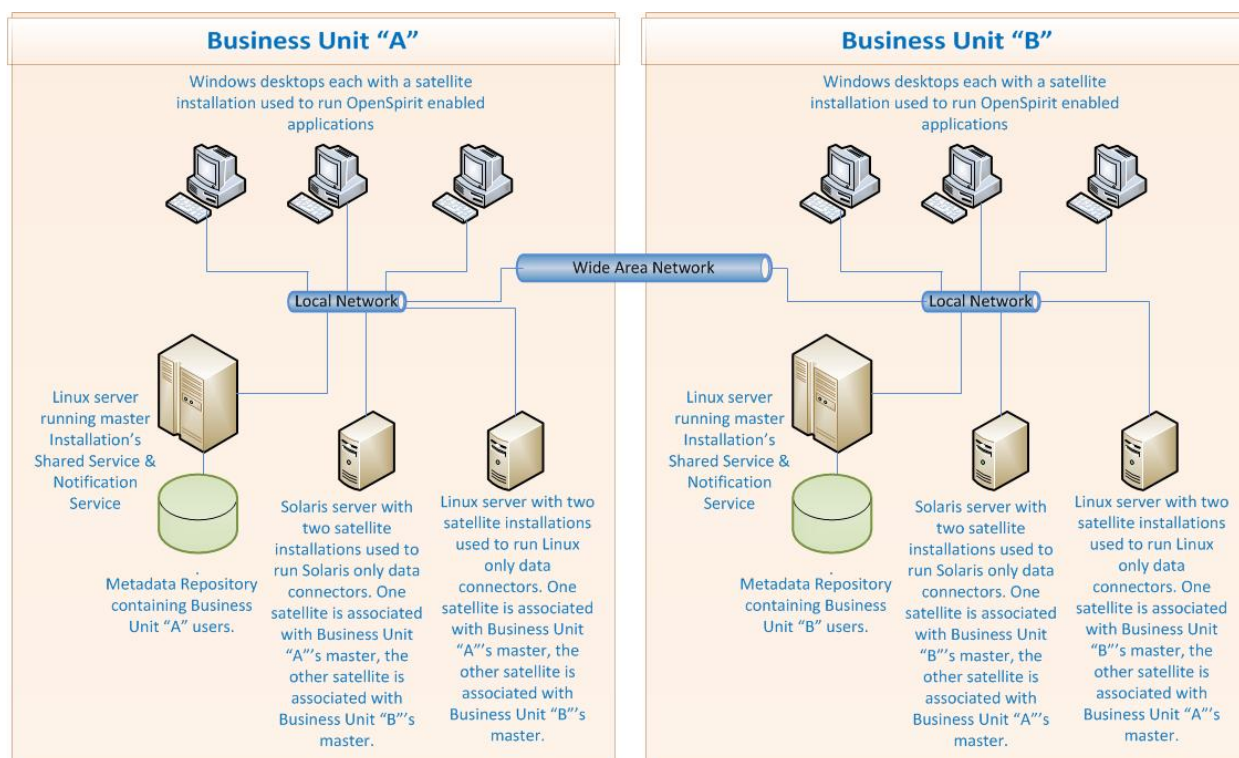 Business Unit “A”
Windows desktops each with a satellite
installation used to run OpenSpirit enabled
applications
Local Network
Linux server
running master
Installation’s
Shared Service &
Notification
Service
.
Metadata Repository
containing Business
Unit “A” users.
Solaris server with
two satellite
installations used to
run Solaris only data
connectors. One
satellite is associated
with Business Unit
“A”’s master, the
other satellite is
associated with
Business Unit “B”’s
master.
Linux server with two
satellite installations
used to run Linux
only data
connectors. One
satellite is associated
with Business Unit
“A”’s master, the
other satellite is
associated with
Business Unit “B”’s
master.
Wide Area Network
Business Unit “B”
Windows desktops each with a satellite
installation used to run OpenSpirit enabled
applications
Local Network
Linux server
running master
Installation’s
Shared Service &
Notification
Service
.
Metadata Repository
containing Business
Unit “B” users.
Solaris server with
two satellite
installations used to
run Solaris only data
connectors. One
satellite is associated
with Business Unit
“B”’s master, the
other satellite is
associated with
Business Unit “A”’s
master.
Linux server with two
satellite installations
used to run Linux
only data
connectors. One
satellite is associated
with Business Unit
“B”’s master, the
other satellite is
associated with
Business Unit “A”’s
master.